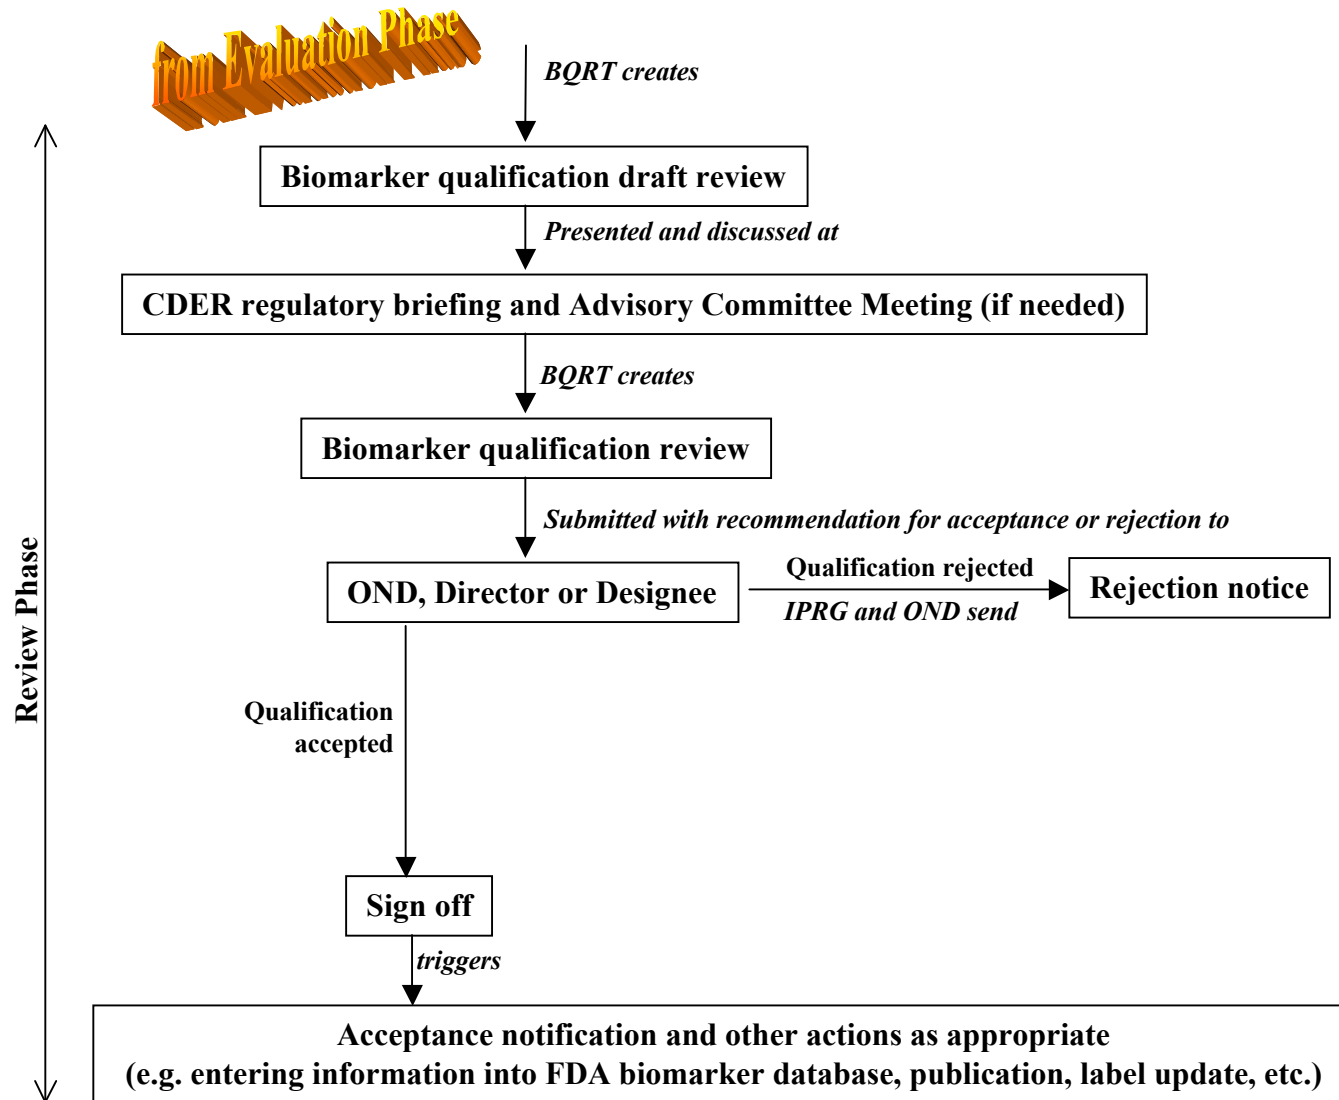 from Evaluation Phase
BQRT creates
Biomarker qualification draft review
Presented and discussed at
CDER regulatory briefing and Advisory Committee Meeting (if needed)
BQRT creates
Biomarker qualification review
Submitted with recommendation for acceptance or rejection to
OND, Director or Designee
Qualification rejected
IPRG and OND send
Rejection notice
Review Phase
Qualification
accepted
Sign off
triggers
Acceptance notification and other actions as appropriate
(e.g. entering information into FDA biomarker database, publication, label update, etc.)